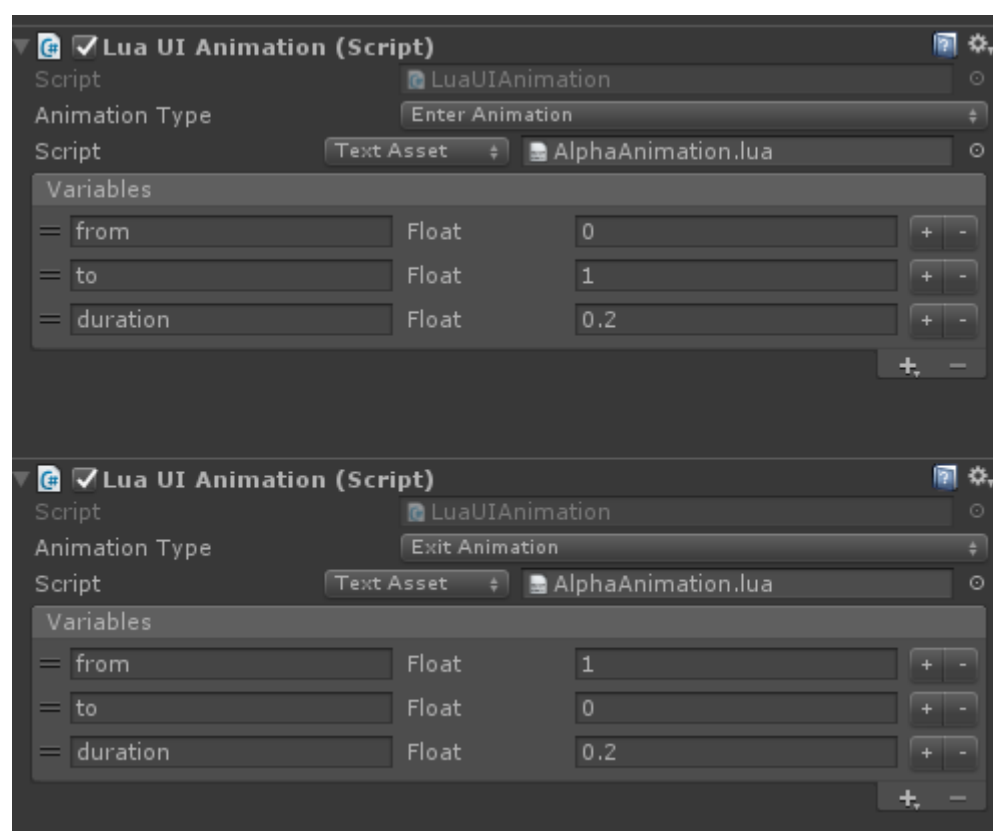 Lua UI Animation (Script)
Script LuaUIAnimation
Animation Type Enter Animation
Script Text Asset AlphaAnimation.lua
Variables
from Float 0 + -
to Float 1 + -
duration Float 0.2 + -
+ -
Lua UI Animation (Script)
Script LuaUIAnimation
Animation Type Exit Animation
Script Text Asset AlphaAnimation.lua
Variables
from Float 1 + -
to Float 0 + -
duration Float 0.2 + -
+ -